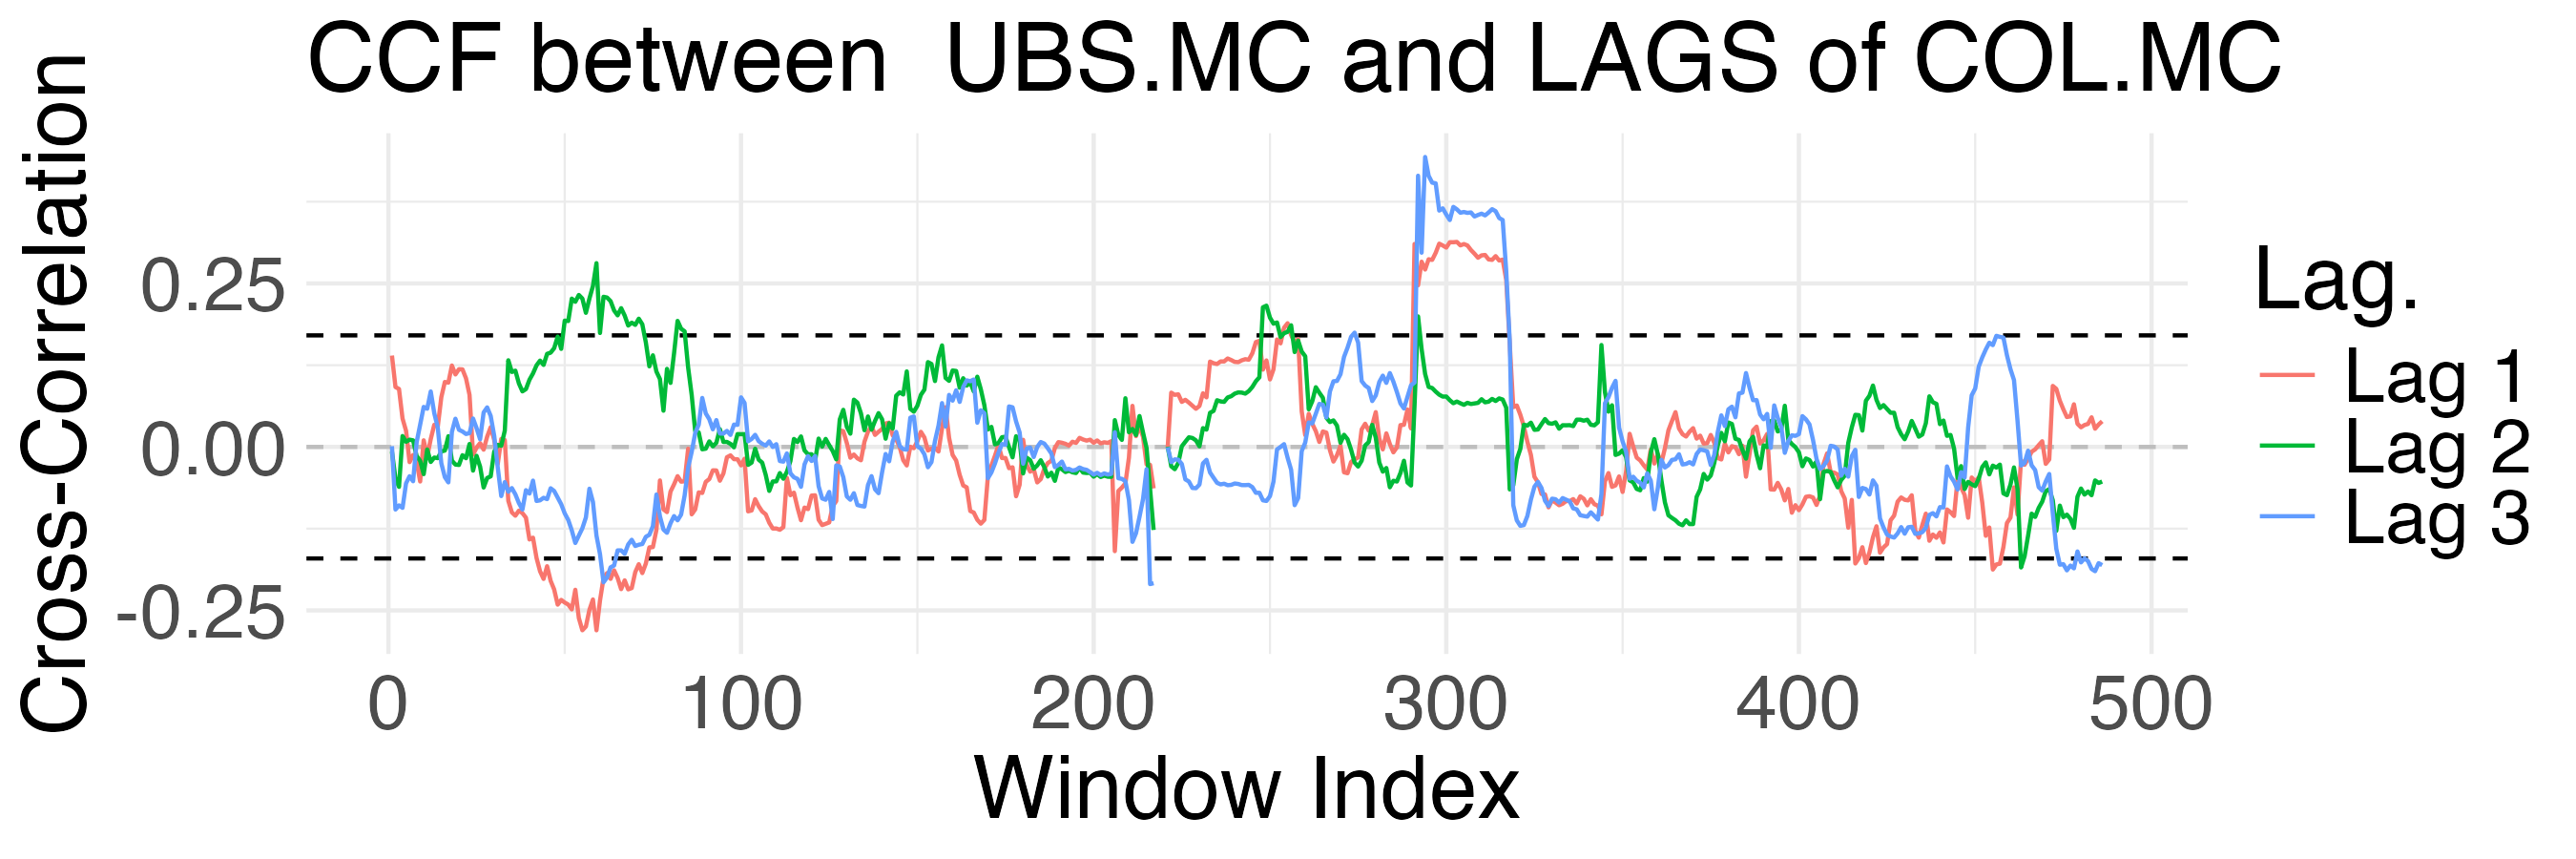 CCF between  UBS.MC and LAGS of COL.MC
Cross-Correlation
0.25
0.00
-0.25
0 100 200 300 400 500
Window Index
Lag.
Lag 1
Lag 2
Lag 3